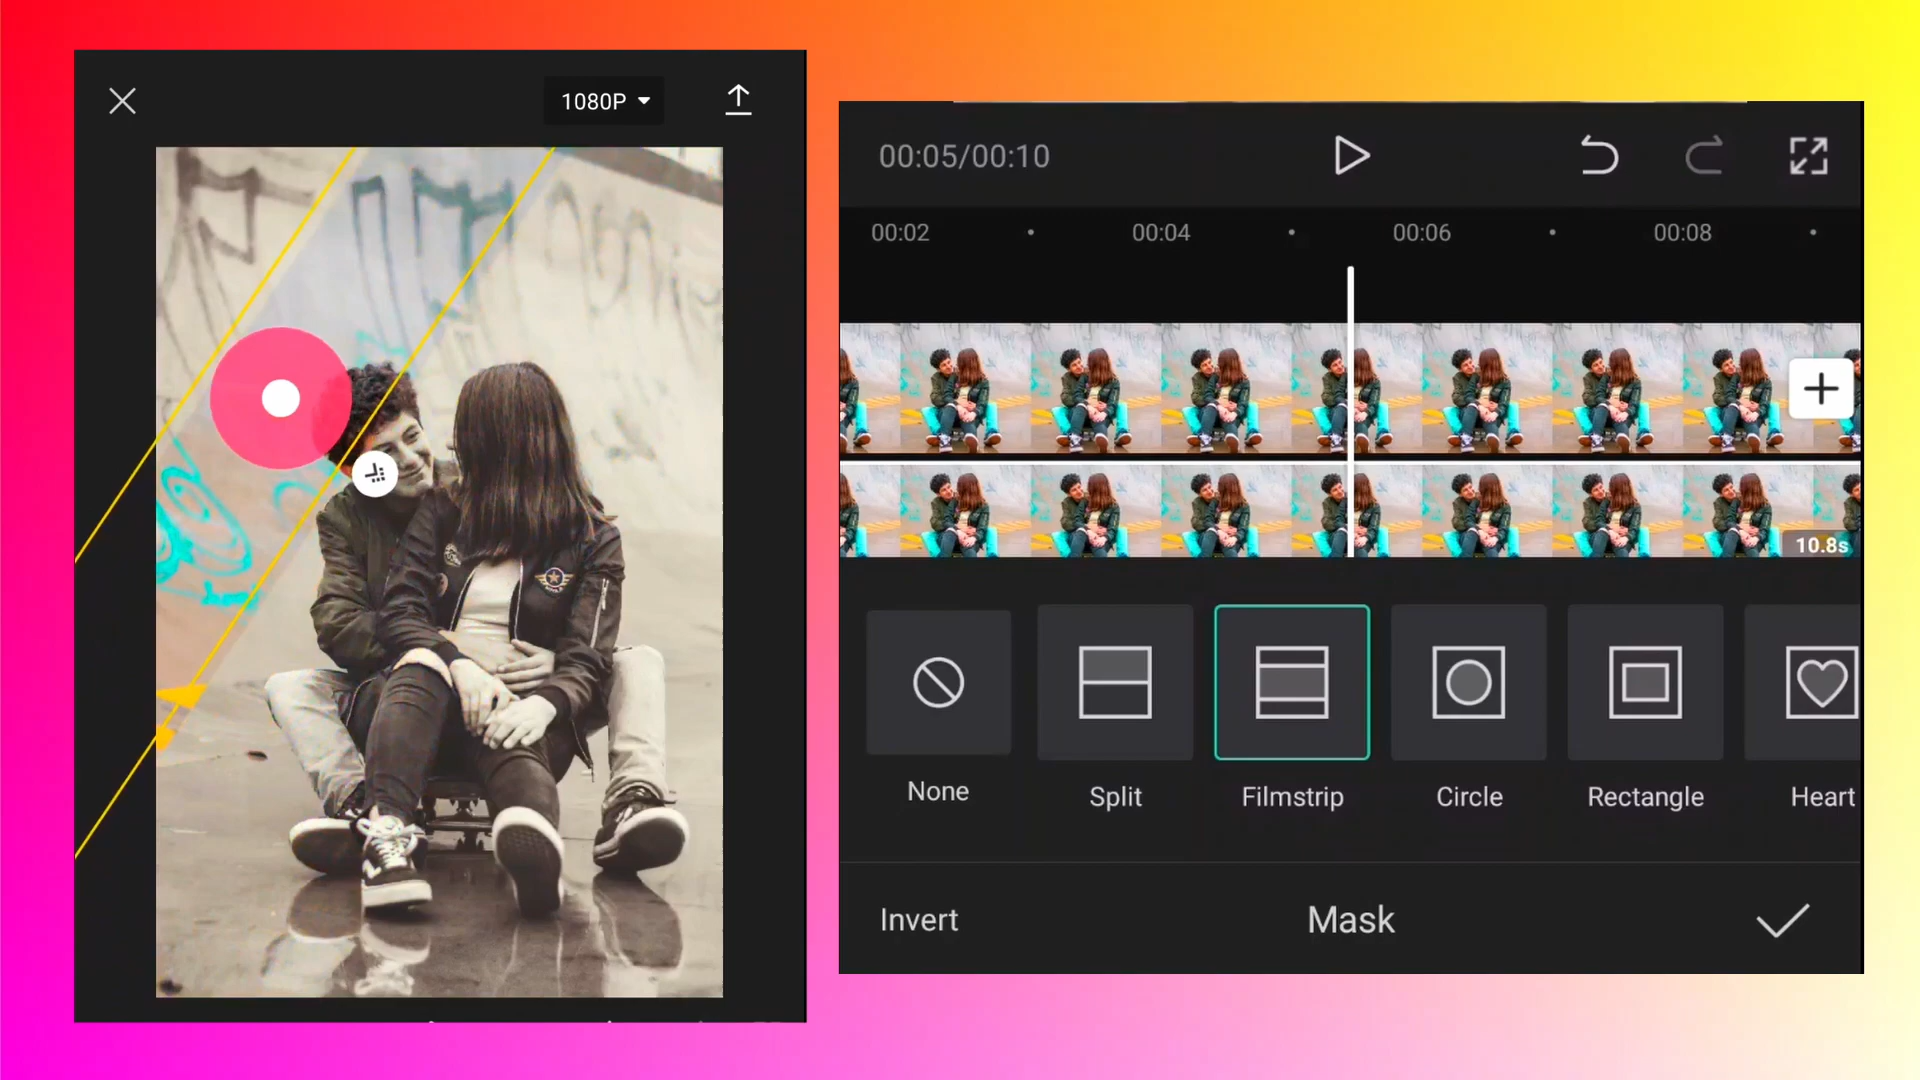 1080P
00:05/00:10
00:02
00:04
00:06
00:08
10.8s
None
Split
Filmstrip
Circle
Rectangle
Heart
Invert
Mask